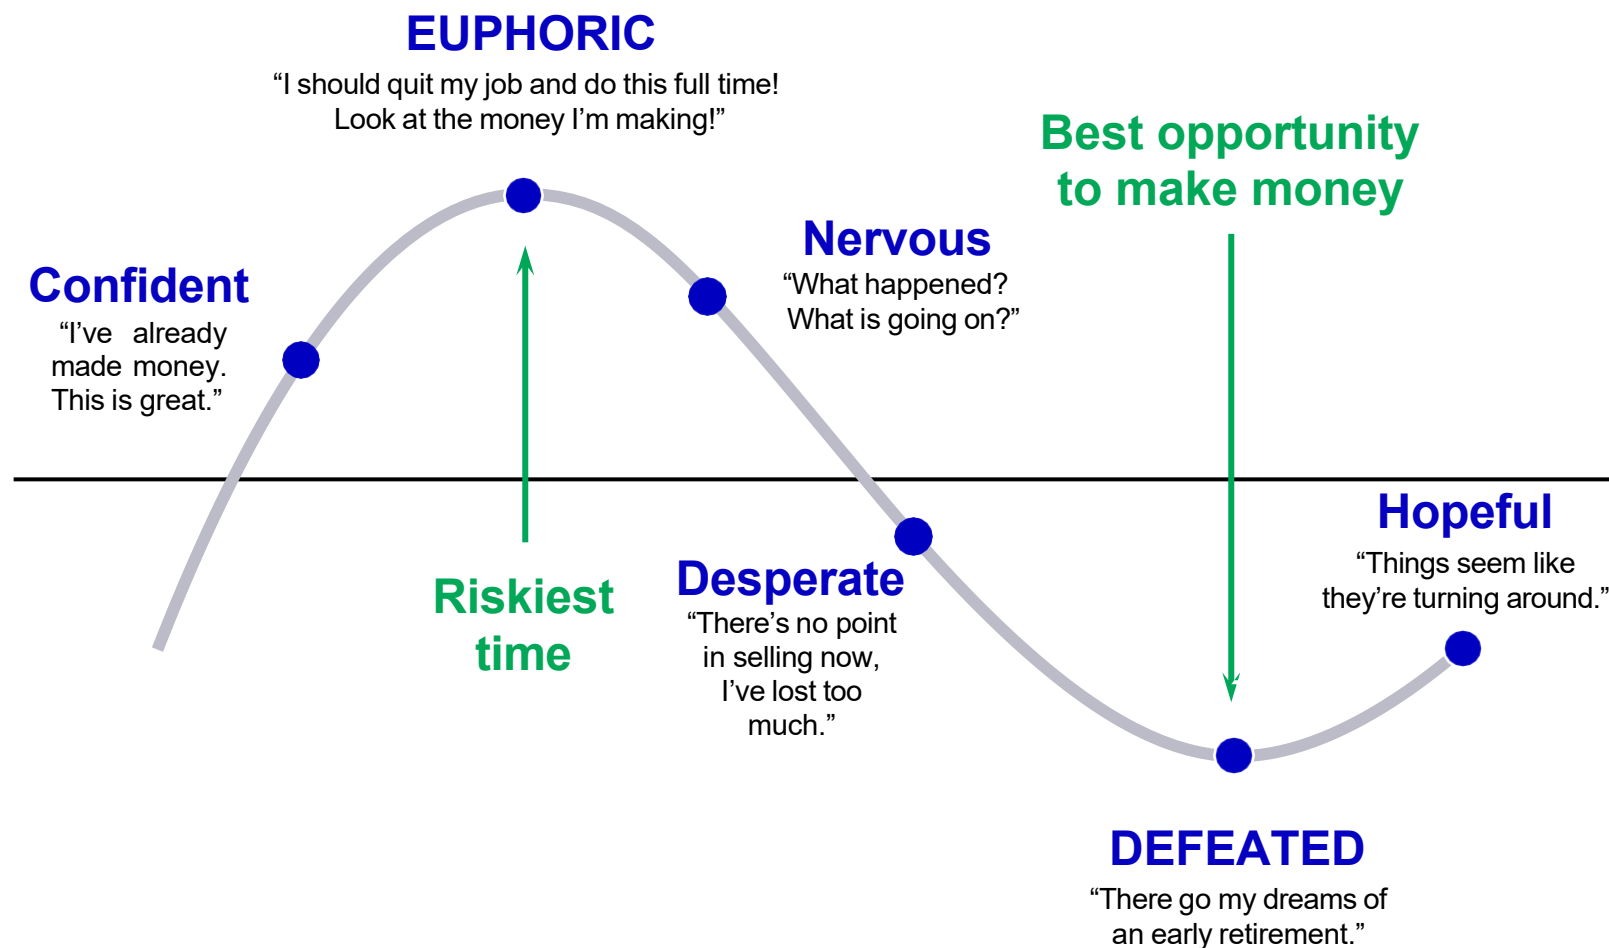 EUPHORIC
“I should quit my job and do this full time!
Look at the money I’m making!”
Best opportunity
to make money
Nervous
“What happened?
What is going on?”
Confident
“I’ve already
made money.
This is great.”
Hopeful
“Things seem like
they’re turning around.”
Riskiest
time
Desperate
“There’s no point
in selling now,
I’ve lost too
much.”
DEFEATED
“There go my dreams of
an early retirement.”